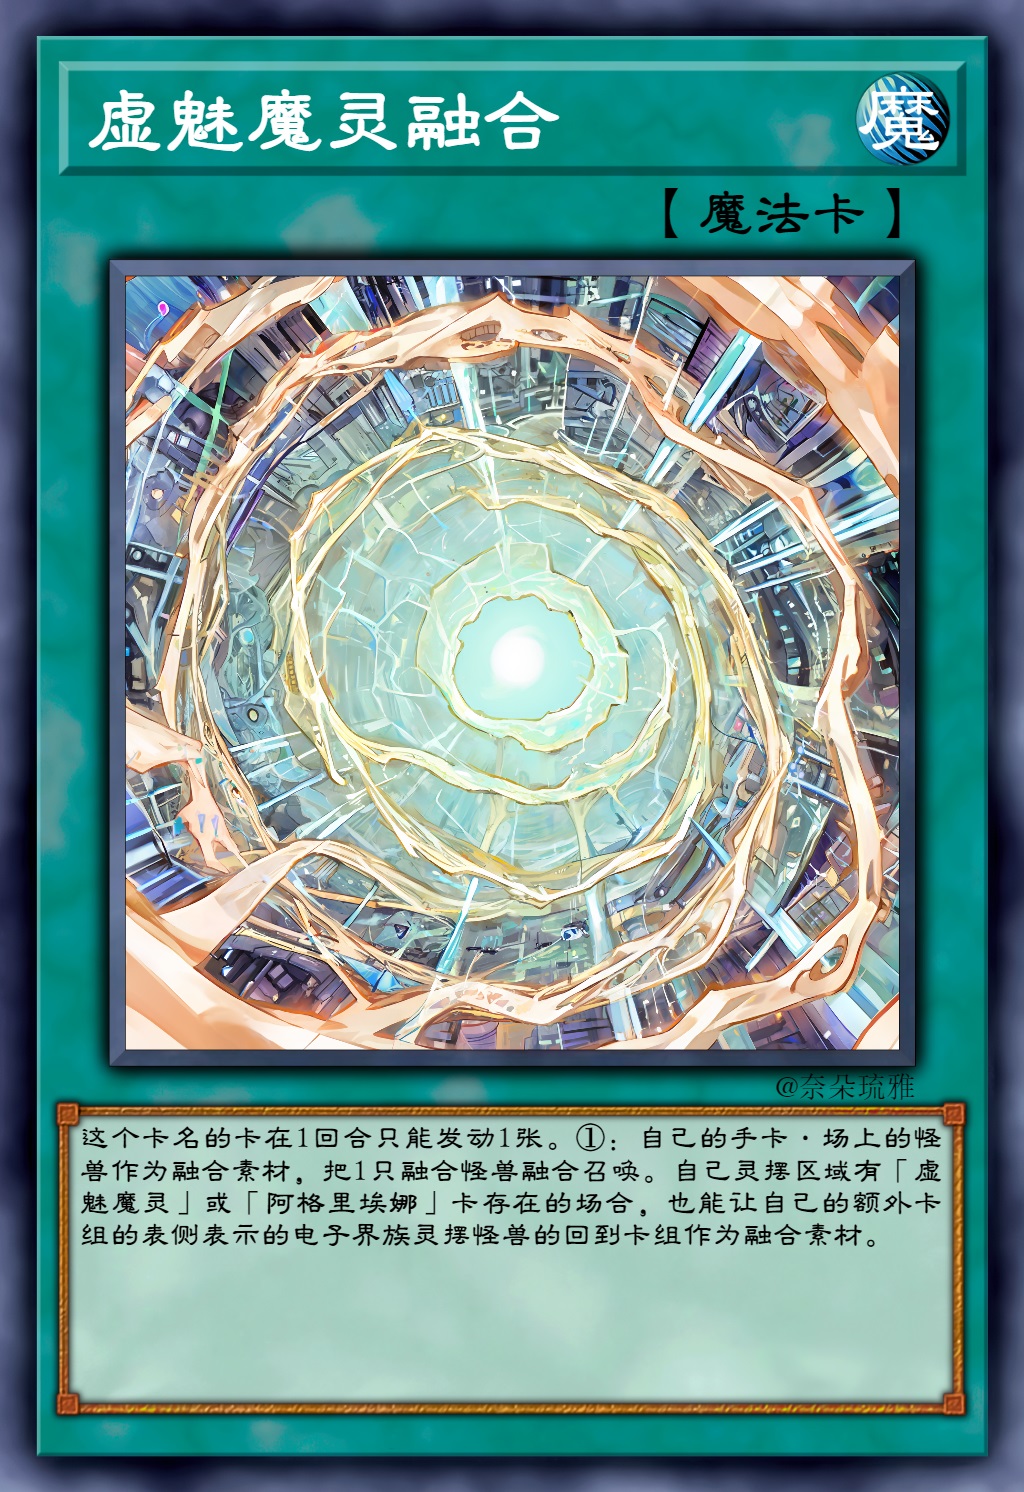 虚魅魔灵融合
魔
【魔法卡】
@奈朵琉雅
这个卡名的卡在1回合只能发动1张。①：自己的手卡·场上的怪
兽作为融合素材，把1只融合怪兽融合召唤。自己灵摆区域有「虚
魅魔灵」或「阿格里埃娜」卡存在的场合，也能让自己的额外卡
组的表侧表示的电子界族灵摆怪兽的回到卡组作为融合素材。